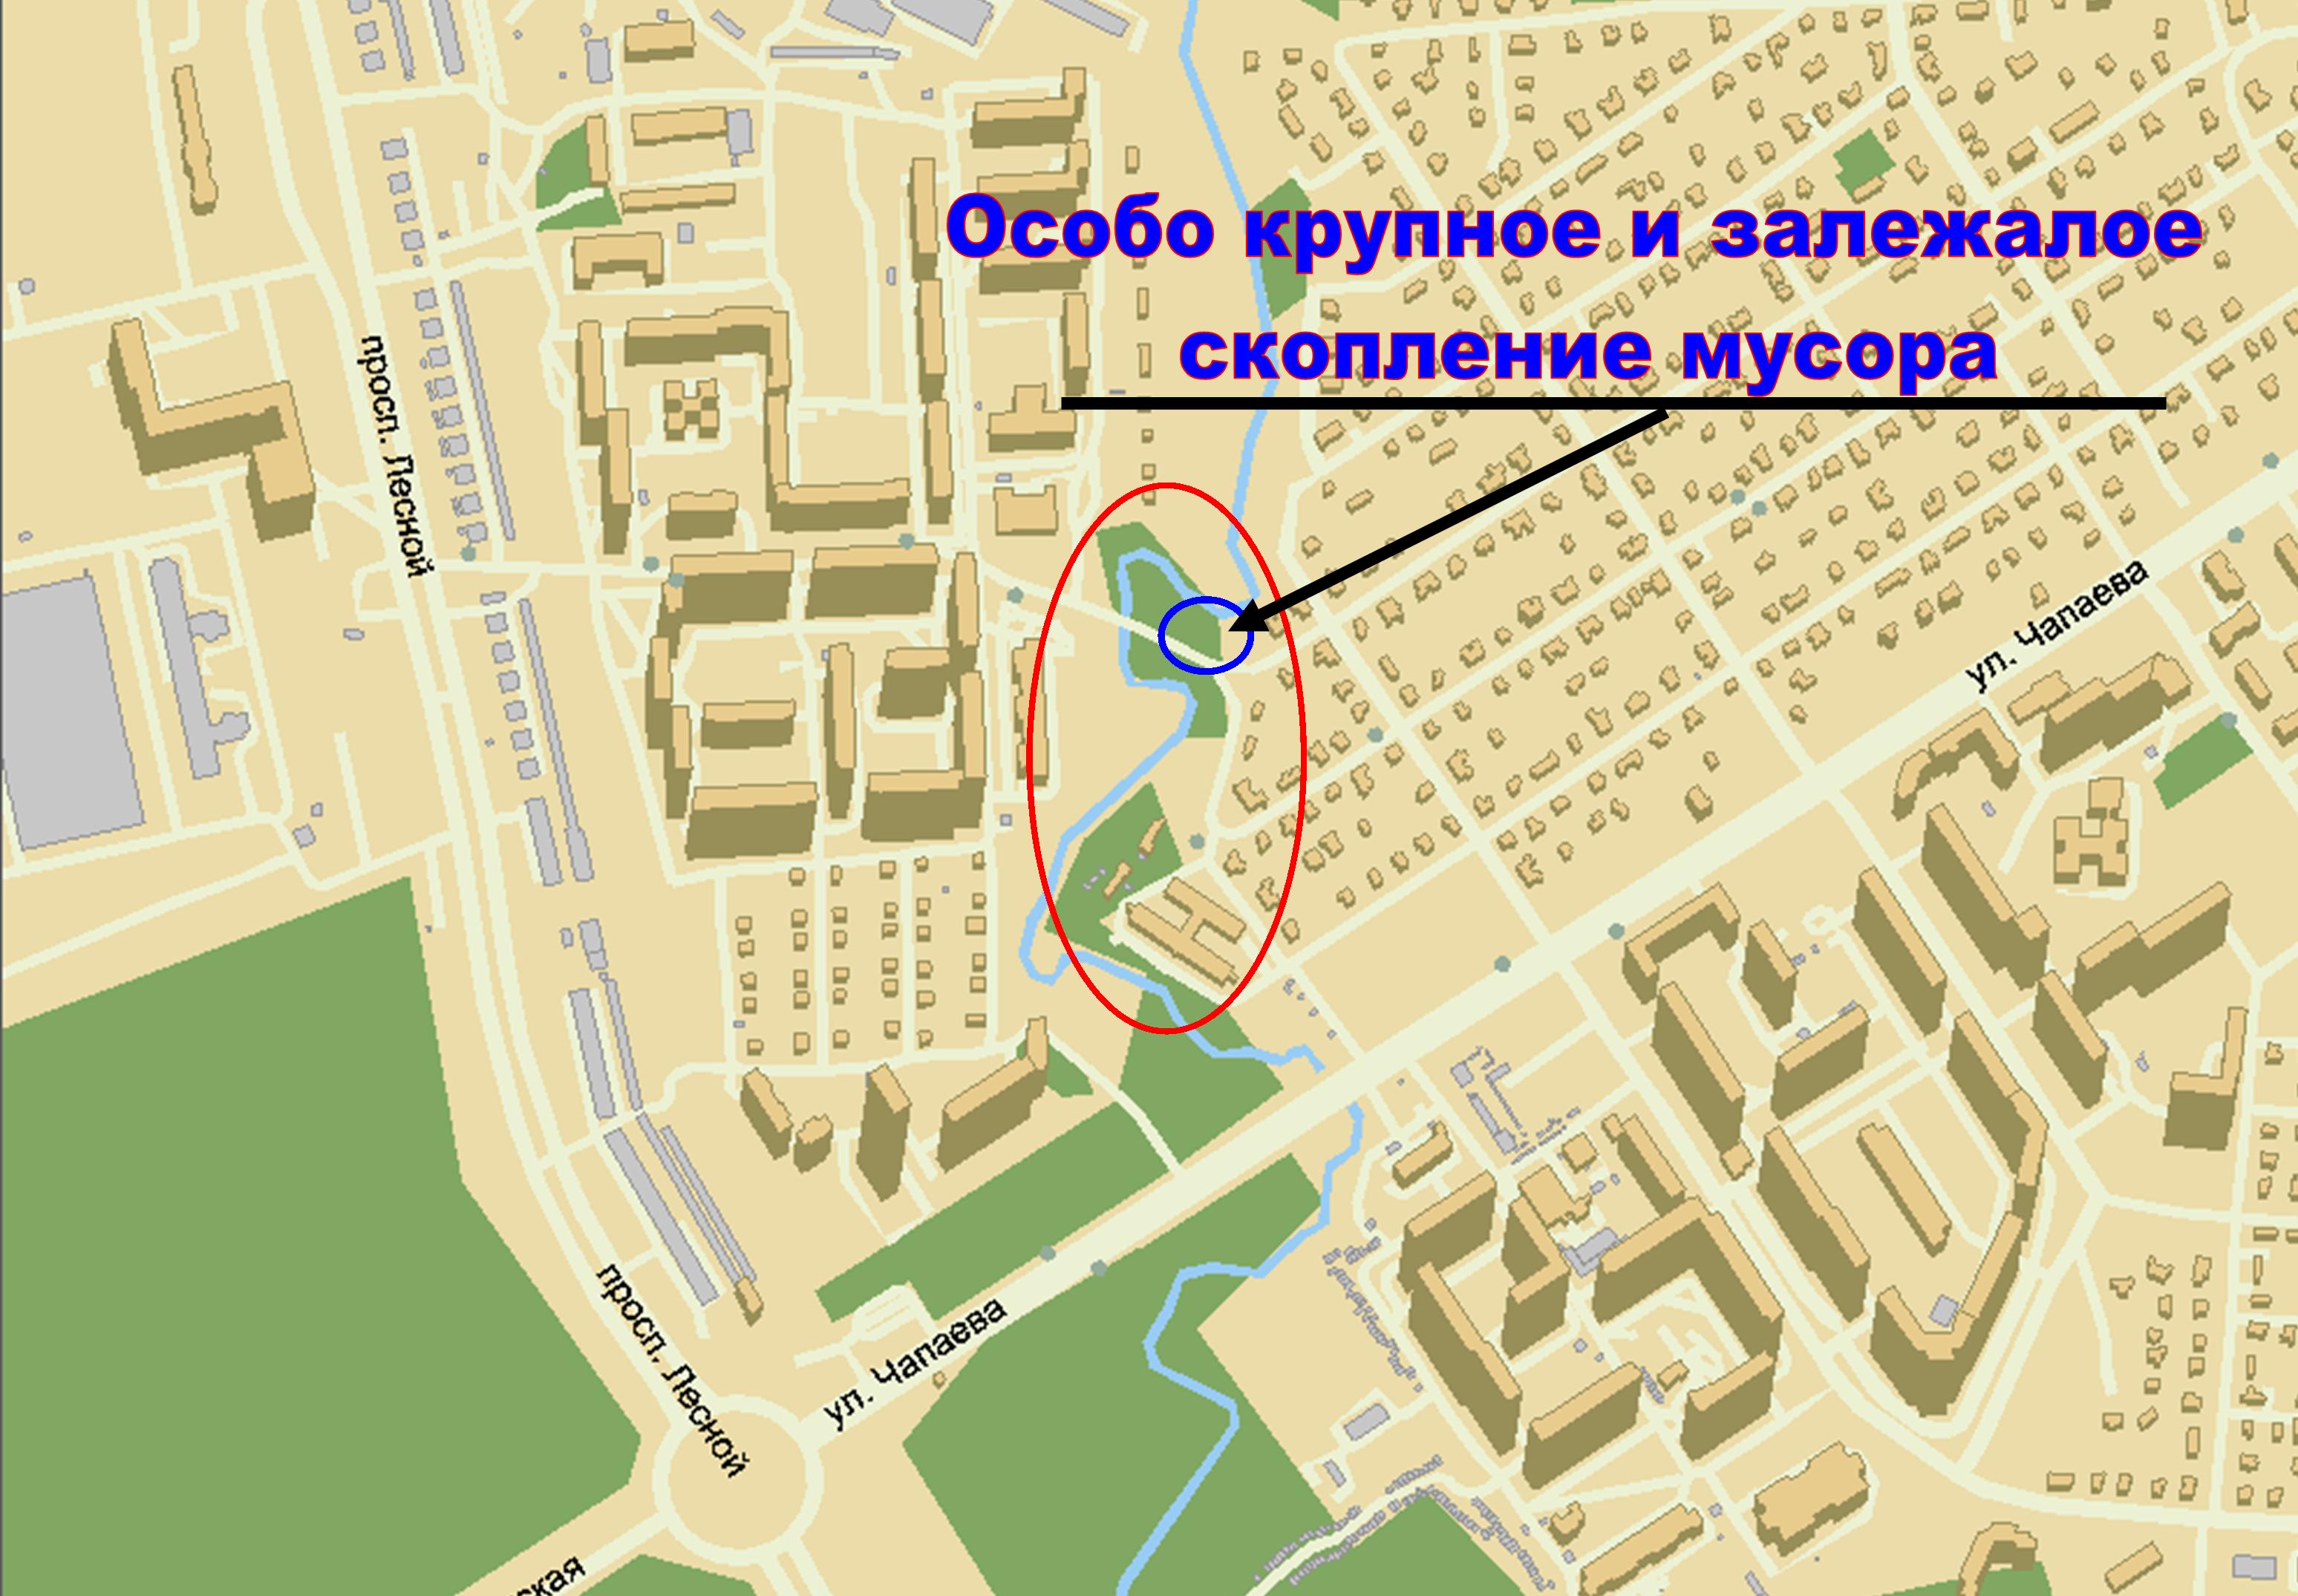 Особо крупное и залежалое
скопление мусора
просп. Лесной
ул. Чапаева
просп. Лесной
ул. Чапаева